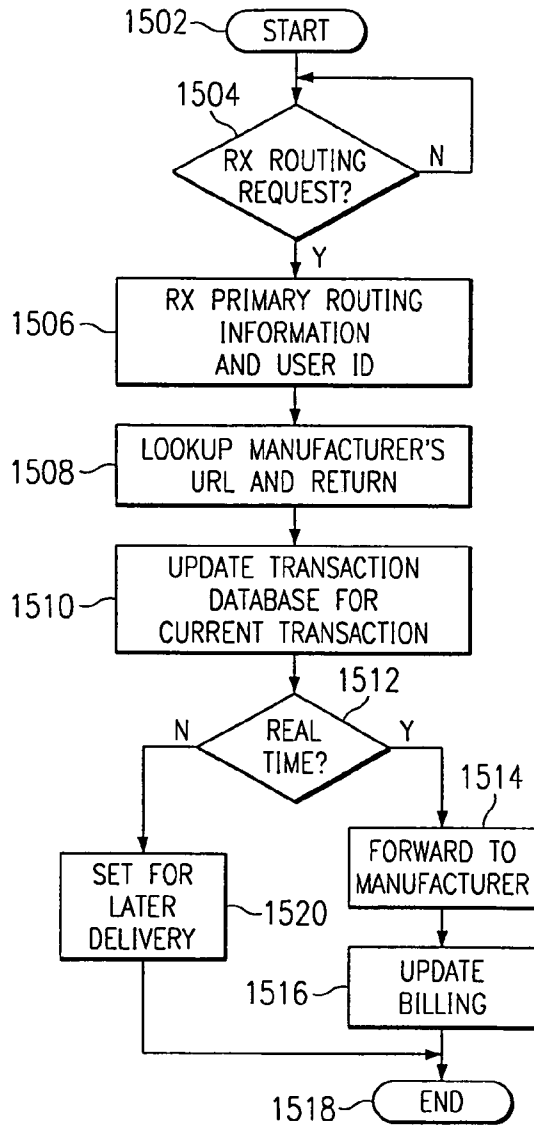 1502
START
1504
RX ROUTING
REQUEST?
N
Y
1506
RX PRIMARY ROUTING
INFORMATION
AND USER ID
1508
LOOKUP MANUFACTURER'S
URL AND RETURN
1510
UPDATE TRANSACTION
DATABASE FOR
CURRENT TRANSACTION
1512
N
REAL
TIME?
Y
1514
SET FOR
LATER
DELIVERY
1520
FORWARD TO
MANUFACTURER
1516
UPDATE
BILLING
1518
END